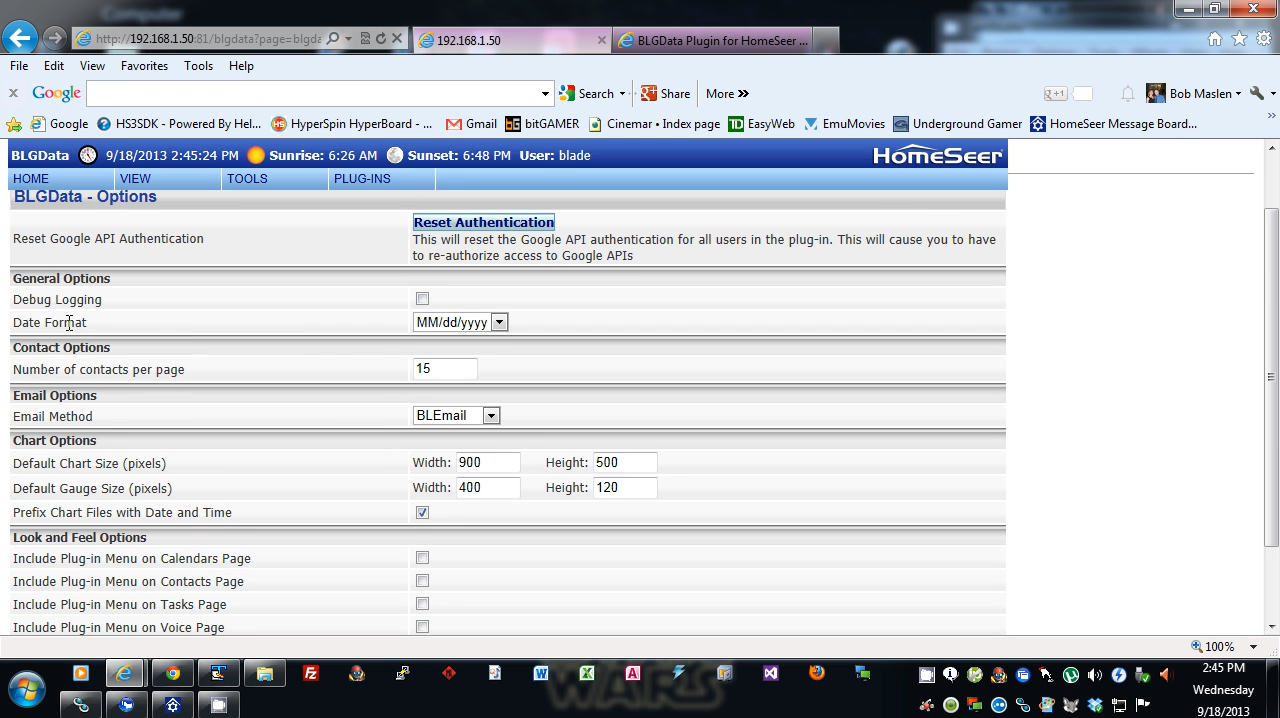 Computer
http://192.168.1.50:81/blgdata?page=blgda
192.168.1.50
BLGData Plugin for HomeSeer ...
File Edit View Favorites Tools Help
Google Search Share More »
+1
Bob Maslen
Google HS3SDK - Powered By Hel... HyperSpin HyperBoard - ... Gmail bitGAMER Cinemar • Index page TD EasyWeb EmuMovies Underground Gamer HomeSeer Message Board...
BLGData 9/18/2013 2:45:24 PM Sunrise: 6:26 AM Sunset: 6:48 PM User: blade HomeSeer
HOME VIEW TOOLS PLUG-INS
BLGData - Options
Reset Authentication
Reset Google API Authentication
This will reset the Google API authentication for all users in the plug-in. This will cause you to have
to re-authorize access to Google APIs
General Options
Debug Logging
Date Format MM/dd/yyyy
Contact Options
Number of contacts per page 15
Email Options
Email Method BLEmail
Chart Options
Default Chart Size (pixels) Width: 900 Height: 500
Default Gauge Size (pixels) Width: 400 Height: 120
Prefix Chart Files with Date and Time
Look and Feel Options
Include Plug-in Menu on Calendars Page
Include Plug-in Menu on Contacts Page
Include Plug-in Menu on Tasks Page
Include Plug-in Menu on Voice Page
100%
WARS
2:45 PM
Wednesday
9/18/2013